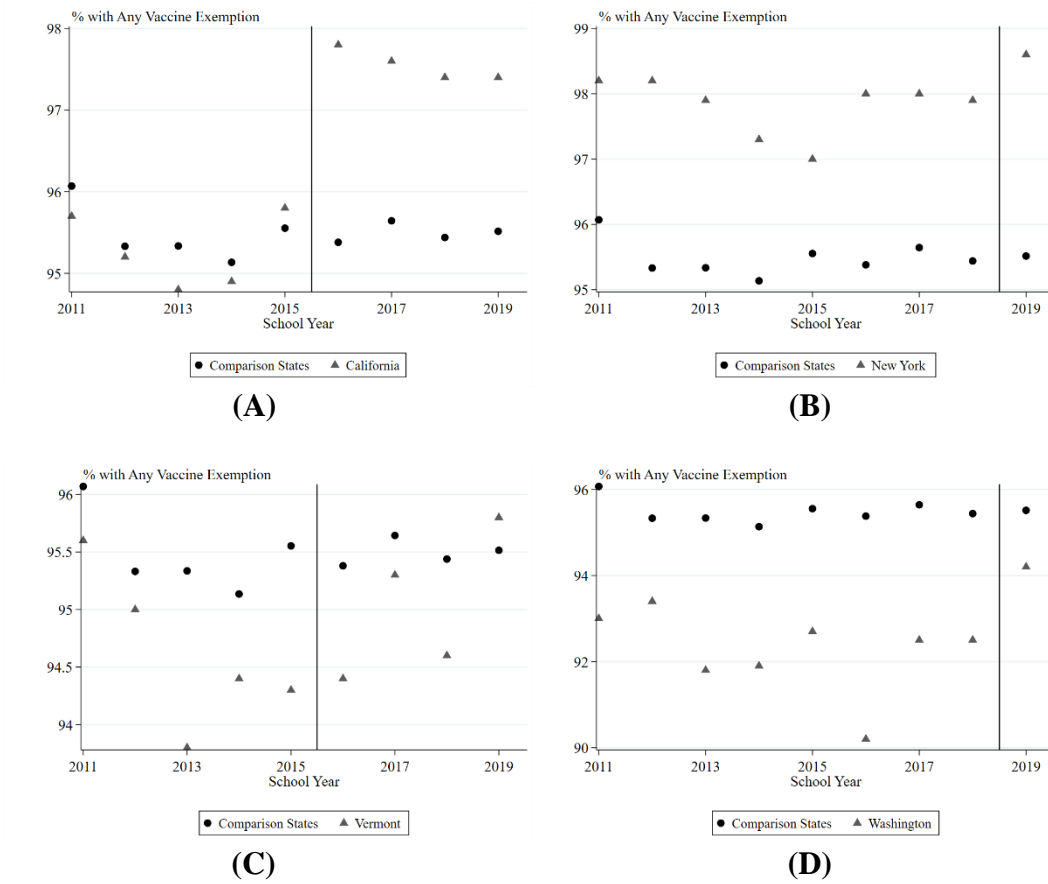 % with Any Vaccine Exemption
98
97
96
95
2011 2013 2015 2017 2019
School Year
Comparison States California
(A)
% with Any Vaccine Exemption
99
98
97
96
95
2011 2013 2015 2017 2019
School Year
Comparison States New York
(B)
% with Any Vaccine Exemption
96
95.5
95
94.5
94
2011 2013 2015 2017 2019
School Year
Comparison States Vermont
(C)
% with Any Vaccine Exemption
96
94
92
90
2011 2013 2015 2017 2019
School Year
Comparison States Washington
(D)